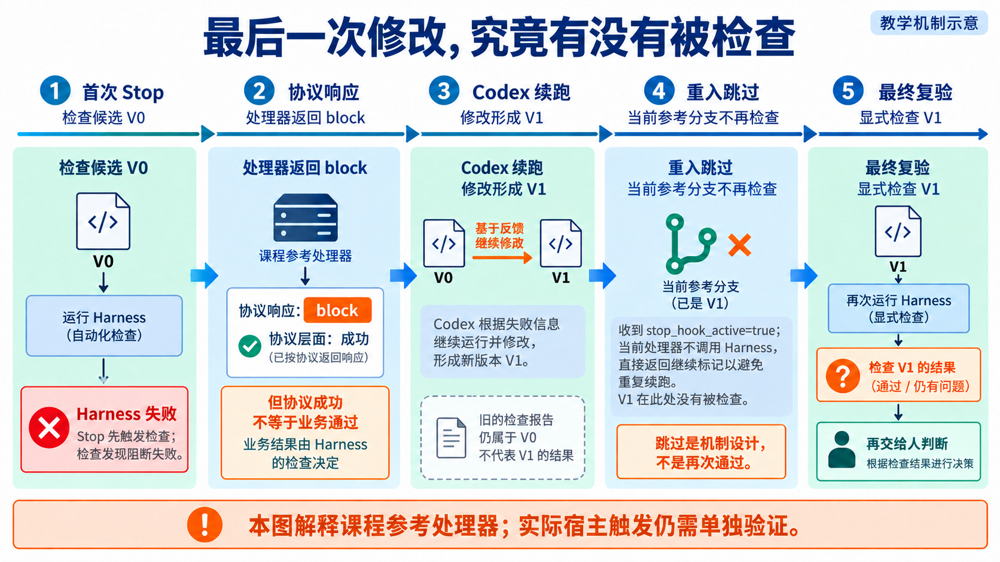 最后一次修改，究竟有没有被检查
教学机制示意
1 首次 Stop
检查候选 V0
2 协议响应
处理器返回 block
3 Codex 续跑
修改形成 V1
4 重入跳过
当前参考分支不再检查
5 最终复验
显式检查 V1
检查候选 V0
</>
V0
运行 Harness
（自动化检查）
Harness 失败
Stop 先触发检查；
检查发现阻断失败。
处理器返回 block
课程参考处理器
协议响应： block
协议层面：成功
（已按协议返回响应）
但协议成功
不等于业务通过
业务结果由 Harness
的检查决定
Codex 续跑
修改形成 V1
</>
V0
基于反馈
继续修改
</>
V1
Codex 根据失败信息
继续运行并修改，
形成新版本 V1。
旧的检查报告
仍属于 V0
不代表 V1 的结果
重入跳过
当前参考分支不再检查
当前参考分支
（已是 V1）
收到 stop_hook_active=true；
当前处理器不调用 Harness，
直接返回继续标记以避免
重复续跑。
V1 在此处没有被检查。
跳过是机制设计，
不是再次通过。
最终复验
显式检查 V1
</>
V1
再次运行 Harness
（显式检查）
?
检查 V1 的结果
（通过 / 仍有问题）
再交给人判断
根据检查结果进行决策
!
本图解释课程参考处理器；实际宿主触发仍需单独验证。